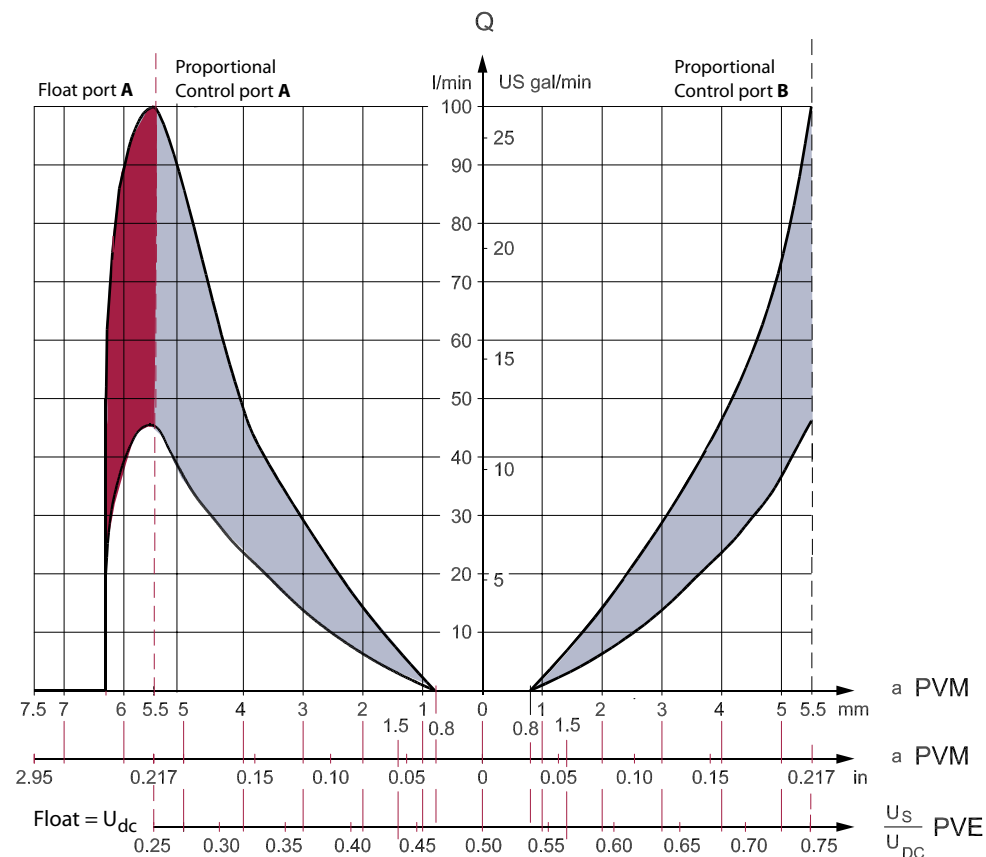 Q
Float port A
Proportional
Control port A
l/min
US gal/min
Proportional
Control port B
100
90
80
70
60
50
40
30
20
10
25
20
15
10
5
7.5 7 6 5.5 5 4 3 2 1 0 1 2 3 4 5 5.5 mm
a PVM
1.5 0.8 0.8 1.5
2.95 0.217 0.15 0.10 0.05 0 0.05 0.10 0.15 0.217 in
a PVM
Float = Udc
0.25 0.30 0.35 0.40 0.45 0.50 0.55 0.60 0.65 0.70 0.75
US
UDC
PVE